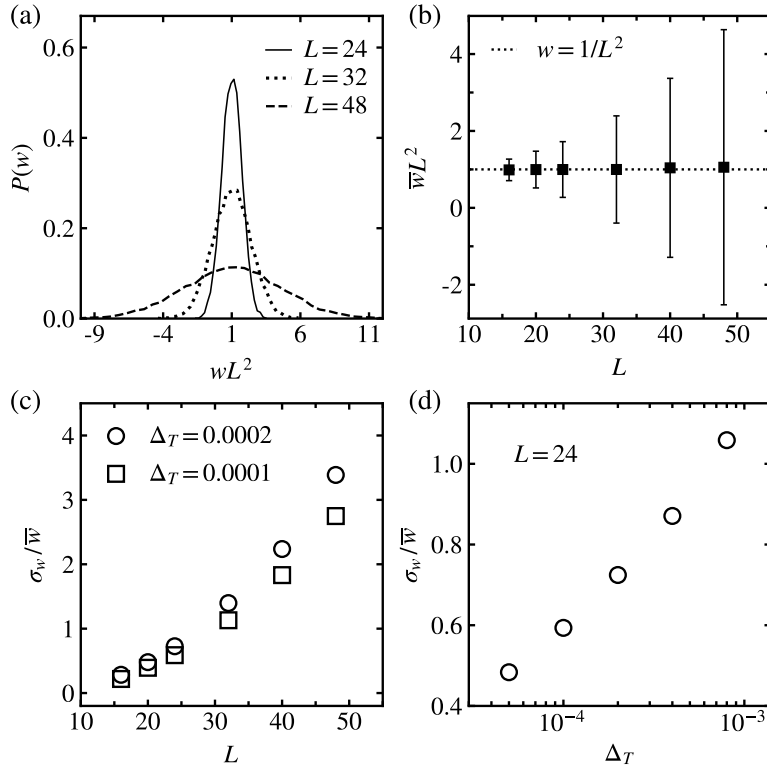 (a)
L=24
L=32
L=48
P(w)
0.6
0.4
0.2
0.0
-9 -4 1 6 11
wL²
(b)
w=1/L²
w̅L²
4
2
0
-2
10 20 30 40 50
L
(c)
Δ_T=0.0002
Δ_T=0.0001
σ_w/w̅
4
3
2
1
0
10 20 30 40 50
L
(d)
L=24
σ_w/w̅
1.0
0.8
0.6
0.4
10⁻⁴ 10⁻³
Δ_T